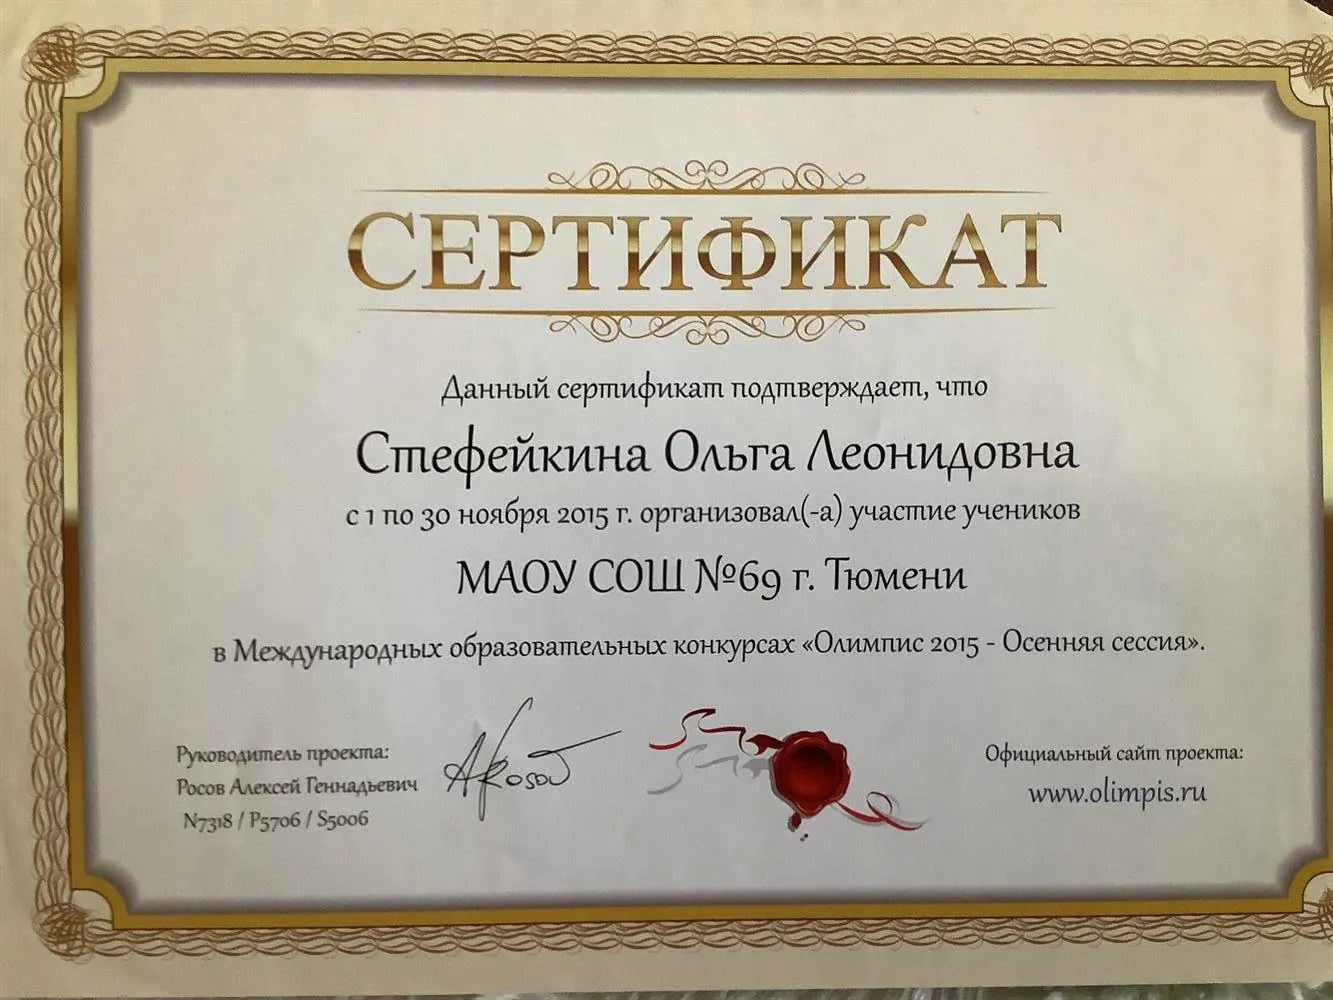 СЕРТИФИКАТ
Данный сертификат подтверждает, что
Стефейкина Ольга Леонидовна
с 1 по 30 ноября 2015 г. организовал(-а) участие учеников
МАОУ СОШ №69 г. Тюмени
в Международных образовательных конкурсах «Олимпис 2015 - Осенняя сессия».
Руководитель проекта:
Росов Алексей Геннадьевич
N7318 / P5706 / S5006
ARosov
Официальный сайт проекта:
www.olimpis.ru